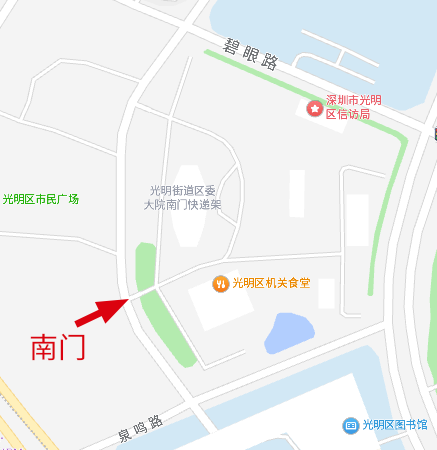 碧眼路
深圳市光明
区信访局
光明街道区委
大院南门快递架
光明区市民广场
光明区机关食堂
南门
泉鸣路
光明区图书馆